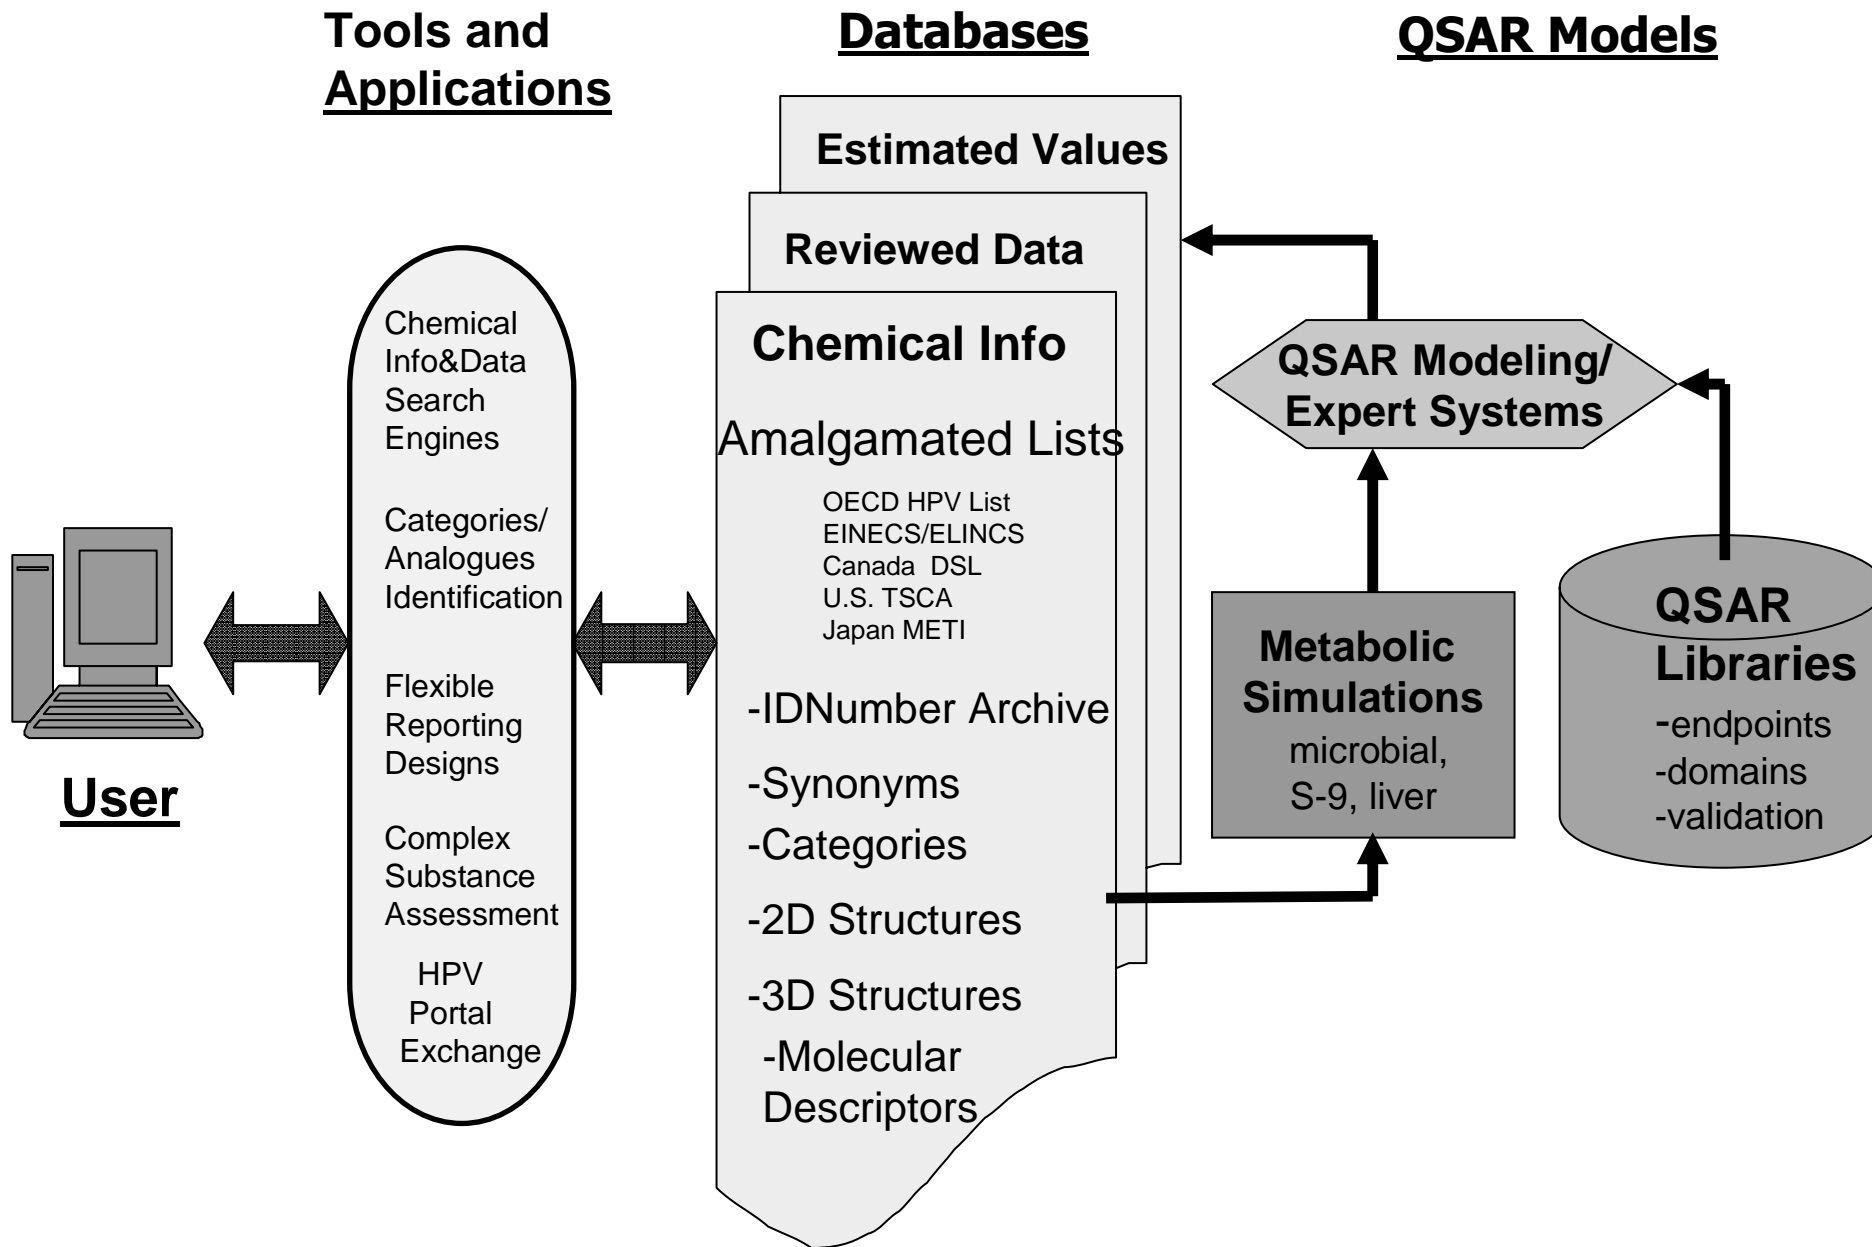 Tools and
Applications
Databases
QSAR Models
Estimated Values
Reviewed Data
Chemical Info
Amalgamated Lists
OECD HPV List
EINECS/ELINCS
Canada  DSL
U.S. TSCA
Japan METI
-IDNumber Archive
-Synonyms
-Categories
-2D Structures
-3D Structures
-Molecular
Descriptors
Chemical
Info&Data
Search
Engines
Categories/
Analogues
Identification
Flexible
Reporting
Designs
Complex
Substance
Assessment
HPV
Portal
Exchange
User
QSAR Modeling/
Expert Systems
Metabolic
Simulations
microbial,
S-9, liver
QSAR
Libraries
-endpoints
-domains
-validation